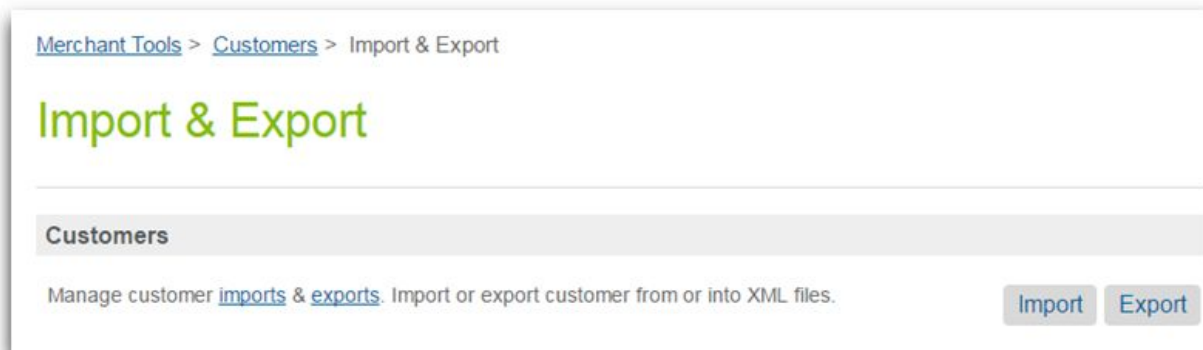 Merchant Tools > Customers > Import & Export
Import & Export
Customers
Manage customer imports & exports. Import or export customer from or into XML files.
Import Export